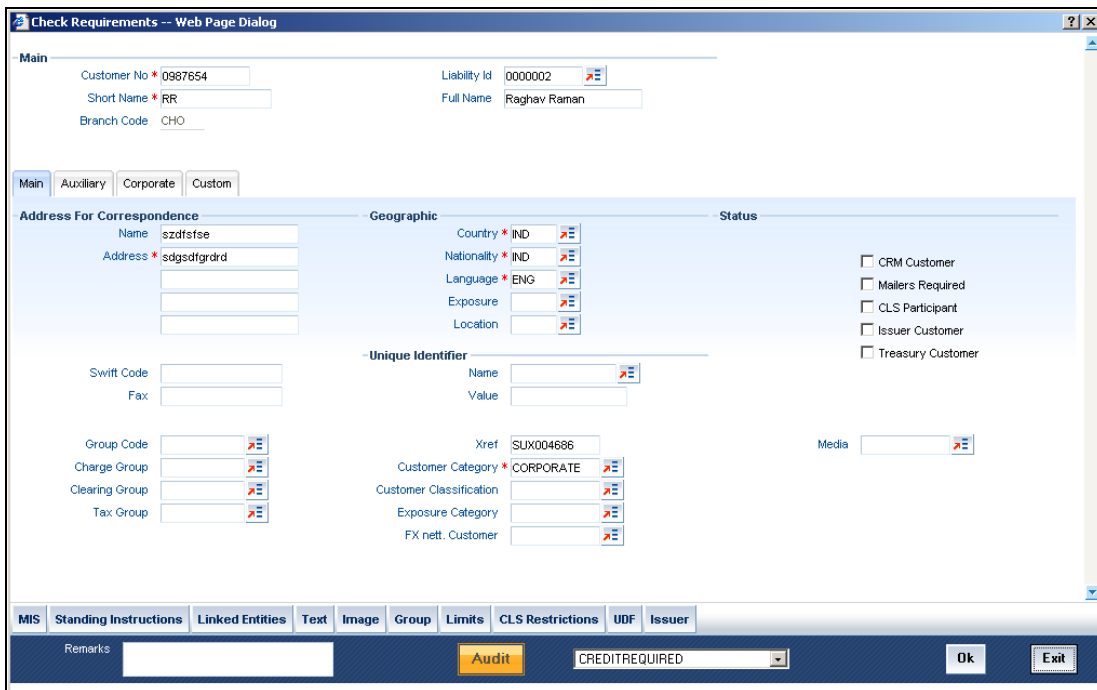 Check Requirements -- Web Page Dialog
Main
Customer No * 0987654 Liability Id 0000002
Short Name * RR Full Name Raghav Raman
Branch Code CHO
Main Auxiliary Corporate Custom
Address For Correspondence Geographic Status
Name szdfsfse Country * IND
Address * sdgsdfgrdrd Nationality * IND CRM Customer
Language * ENG Mailers Required
Exposure CLS Participant
Location Issuer Customer
Unique Identifier Treasury Customer
Swift Code Name
Fax Value
Group Code Xref SUX004686 Media
Charge Group Customer Category * CORPORATE
Clearing Group Customer Classification
Tax Group Exposure Category
FX nett. Customer
MIS Standing Instructions Linked Entities Text Image Group Limits CLS Restrictions UDF Issuer
Remarks Audit CREDITREQUIRED Ok Exit